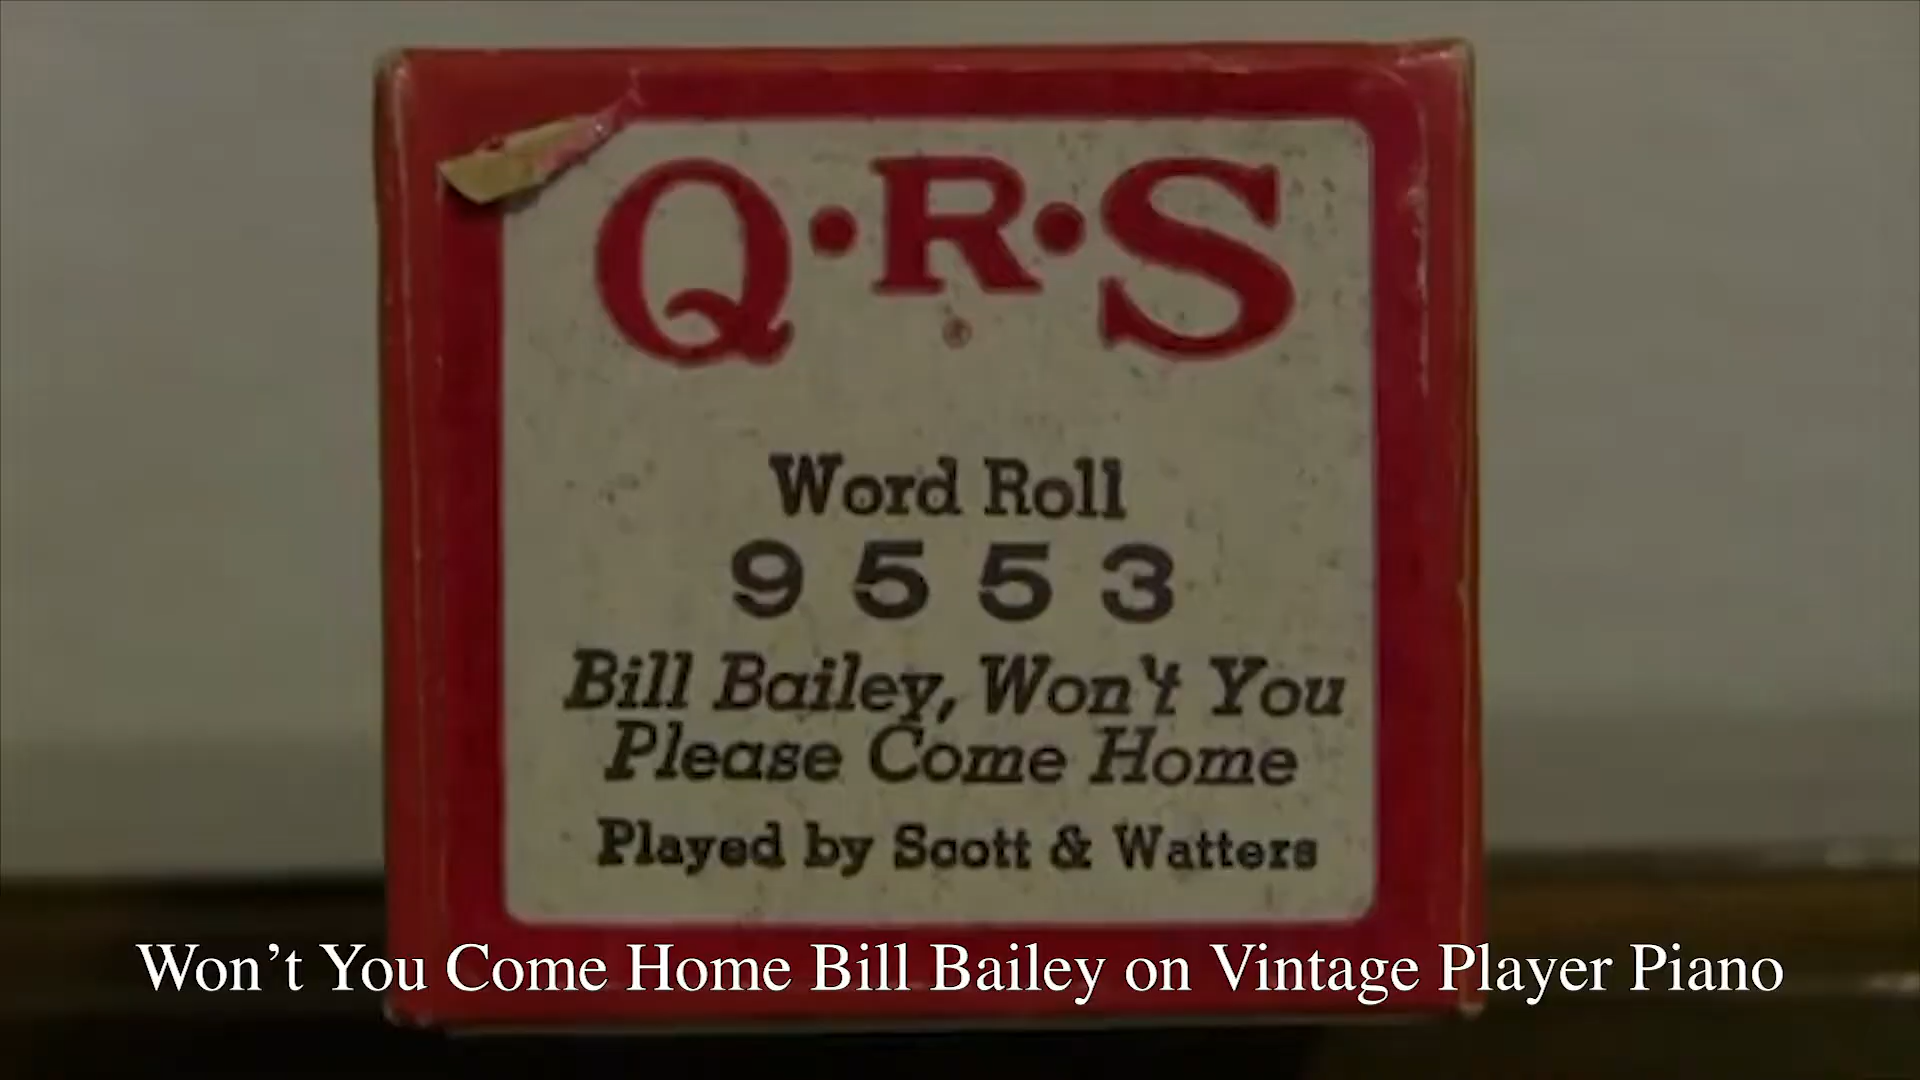 Q·R·S
®
Word Roll
9553
Bill Bailey, Won't You
Please Come Home
Played by Scott & Watters
Won’t You Come Home Bill Bailey on Vintage Player Piano